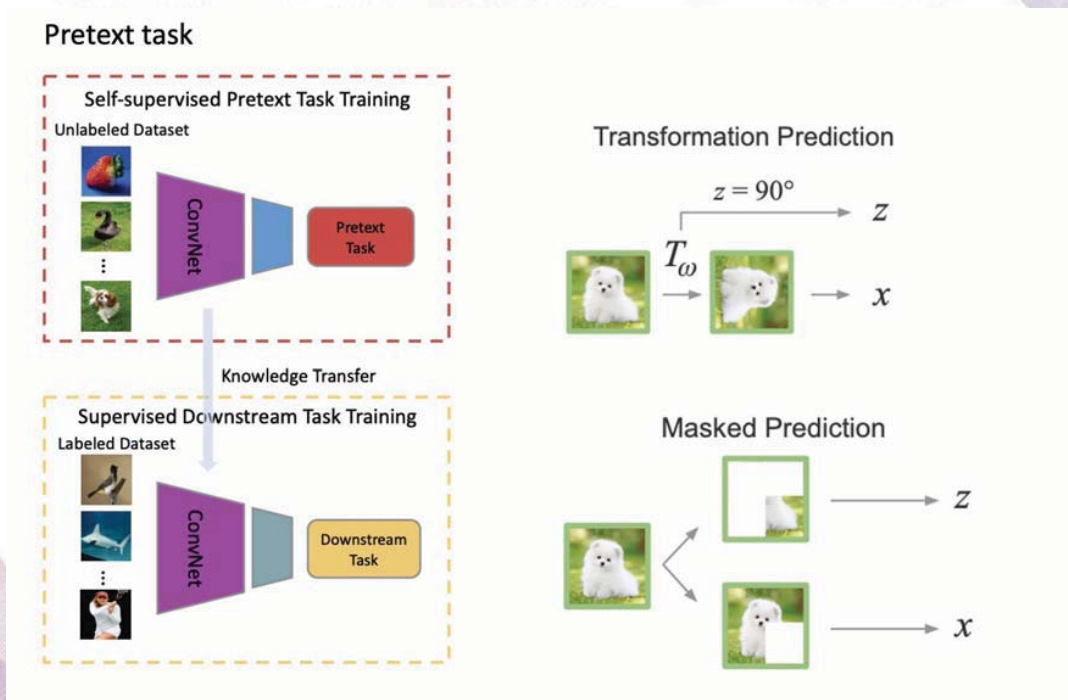 Pretext task
Self-supervised Pretext Task Training
Unlabeled Dataset
ConvNet
Pretext
Task
Knowledge Transfer
Supervised Downstream Task Training
Labeled Dataset
ConvNet
Downstream
Task
Transformation Prediction
z = 90°
z
T_ω
x
Masked Prediction
z
x